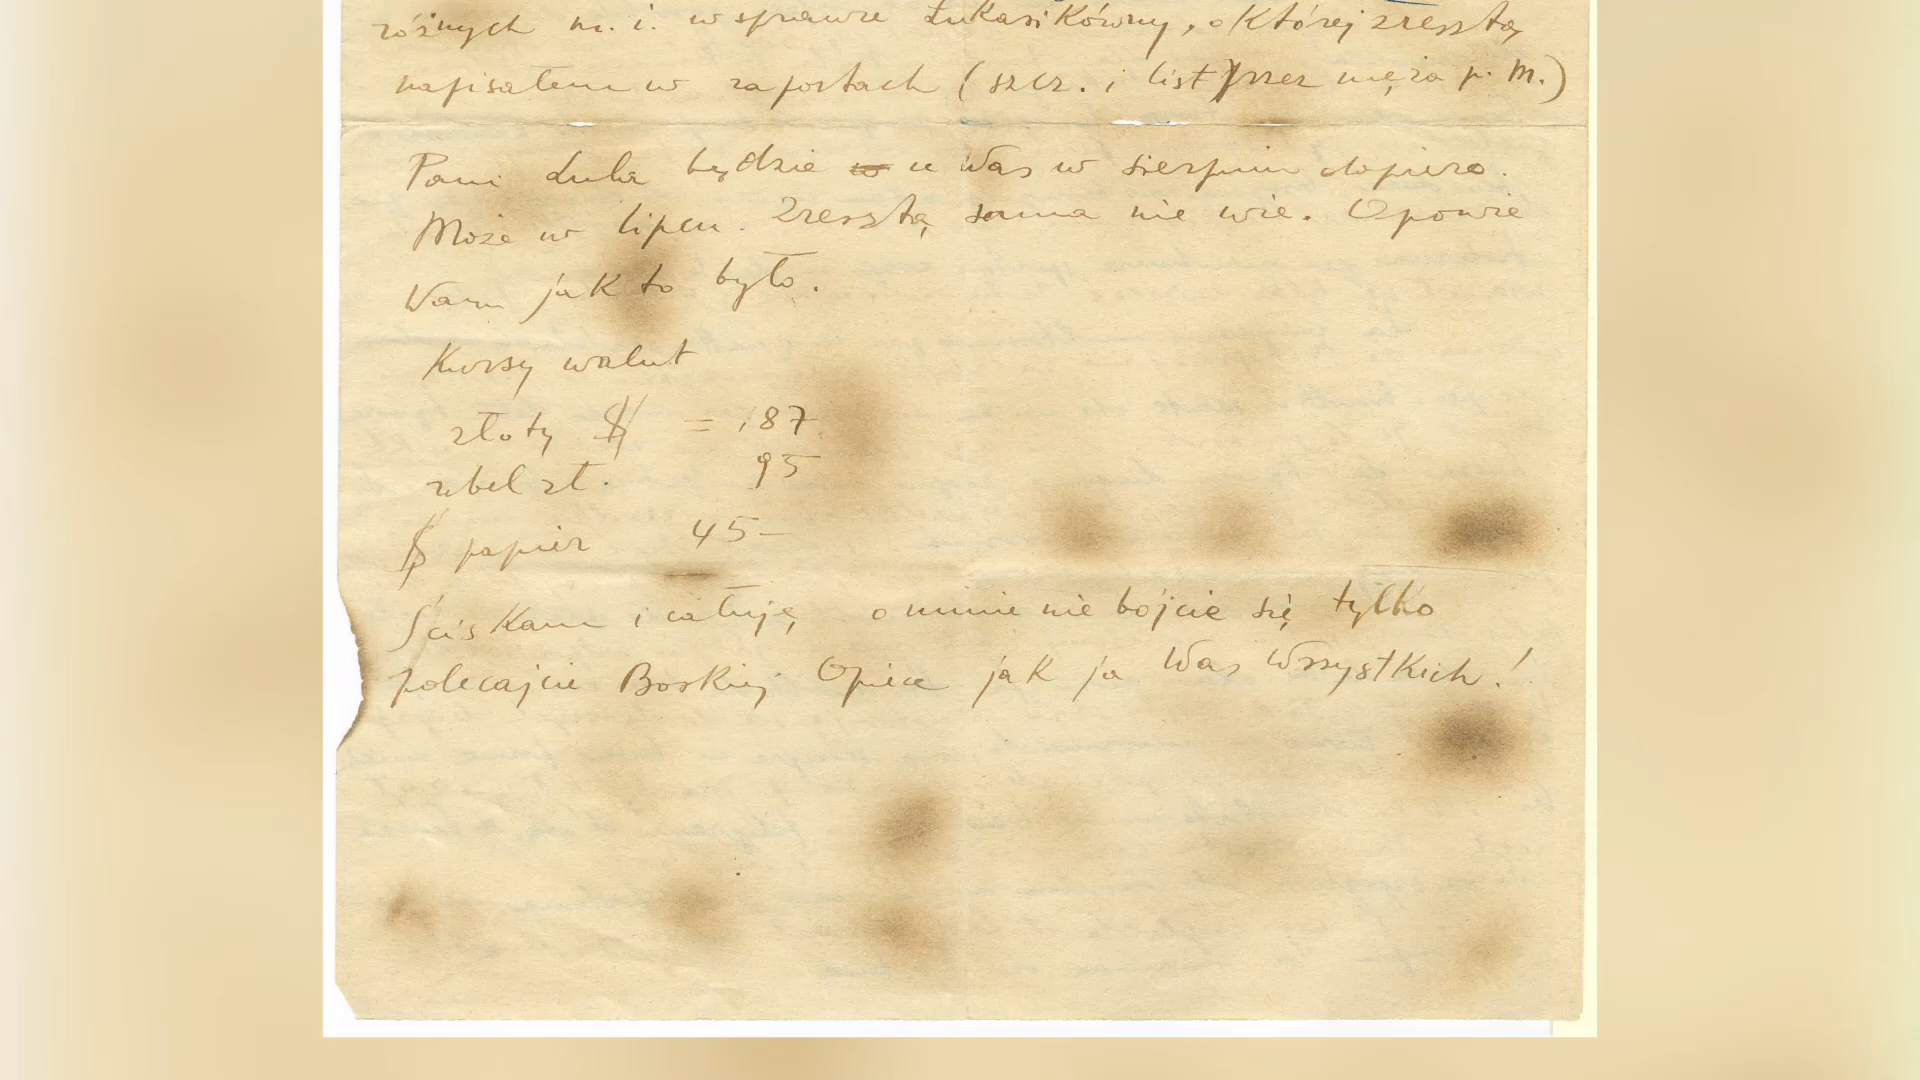 różnych m. i. w sprawie Łukasikówny, o której zresztą
napisałem w raportach (szcz. i list przez męża p. M.)
Pani Lula będzie w u Was w sierpniu dopiero.
Może w lipcu. Zresztą sama nie wie. Opowie
Wam jak to było.
Kursy walut
złoty $ = 187
rubel zł. 95
$ papier 45-
Ściskam i całuję, o mnie nie bójcie się tylko
polecajcie Boskiej Opiece jak ja Was Wszystkich!